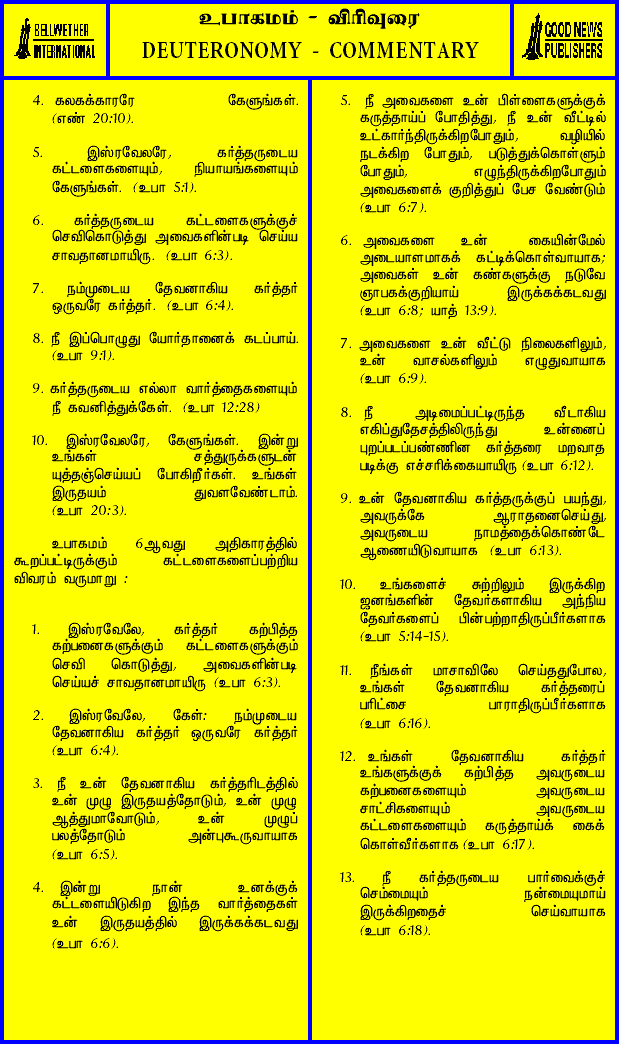 BELLWETHER
INTERNATIONAL
உபாகமம் - விரிவுரை
DEUTERONOMY - COMMENTARY
GOOD NEWS
PUBLISHERS
4. கலகக்காரரே கேளுங்கள்.
(எண் 20:10).
5. இஸ்ரவேலரே, கர்த்தருடைய
கட்டளைகளையும், நியாயங்களையும்
கேளுங்கள். (உபா 5:1).
6. கர்த்தருடைய கட்டளைகளுக்குச்
செவிகொடுத்து அவைகளின்படி செய்ய
சாவதானமாயிரு. (உபா 6:3).
7. நம்முடைய தேவனாகிய கர்த்தர்
ஒருவரே கர்த்தர். (உபா 6:4).
8. நீ இப்பொழுது யோர்தானைக் கடப்பாய்.
(உபா 9:1).
9. கர்த்தருடைய எல்லா வார்த்தைகளையும்
நீ கவனித்துக்கேள். (உபா 12:28)
10. இஸ்ரவேலரே, கேளுங்கள். இன்று
உங்கள் சத்துருக்களுடன்
யுத்தஞ்செய்யப் போகிறீர்கள். உங்கள்
இருதயம் துவளவேண்டாம்.
(உபா 20:3).
உபாகமம் 6ஆவது அதிகாரத்தில்
கூறப்பட்டிருக்கும் கட்டளைகளைப்பற்றிய
விவரம் வருமாறு :
1. இஸ்ரவேலே, கர்த்தர் கற்பித்த
கற்பனைகளுக்கும் கட்டளைகளுக்கும்
செவி கொடுத்து, அவைகளின்படி
செய்யச் சாவதானமாயிரு (உபா 6:3).
2. இஸ்ரவேலே, கேள்: நம்முடைய
தேவனாகிய கர்த்தர் ஒருவரே கர்த்தர்
(உபா 6:4).
3. நீ உன் தேவனாகிய கர்த்தரிடத்தில்
உன் முழு இருதயத்தோடும், உன் முழு
ஆத்துமாவோடும், உன் முழுப்
பலத்தோடும் அன்புகூருவாயாக
(உபா 6:5).
4. இன்று நான் உனக்குக்
கட்டளையிடுகிற இந்த வார்த்தைகள்
உன் இருதயத்தில் இருக்கக்கடவது
(உபா 6:6).
5. நீ அவைகளை உன் பிள்ளைகளுக்குக்
கருத்தாய்ப் போதித்து, நீ உன் வீட்டில்
உட்கார்ந்திருக்கிறபோதும், வழியில்
நடக்கிற போதும், படுத்துக்கொள்ளும்
போதும், எழுந்திருக்கிறபோதும்
அவைகளைக் குறித்துப் பேச வேண்டும்
(உபா 6:7).
6. அவைகளை உன் கையின்மேல்
அடையாளமாகக் கட்டிக்கொள்வாயாக;
அவைகள் உன் கண்களுக்கு நடுவே
ஞாபகக்குறியாய் இருக்கக்கடவது
(உபா 6:8; யாத் 13:9).
7. அவைகளை உன் வீட்டு நிலைகளிலும்,
உன் வாசல்களிலும் எழுதுவாயாக
(உபா 6:9).
8. நீ அடிமைப்பட்டிருந்த வீடாகிய
எகிப்துதேசத்திலிருந்து உன்னைப்
புறப்படப்பண்ணின கர்த்தரை மறவாத
படிக்கு எச்சரிக்கையாயிரு (உபா 6:12).
9. உன் தேவனாகிய கர்த்தருக்குப் பயந்து,
அவருக்கே ஆராதனைசெய்து,
அவருடைய நாமத்தைக்கொண்டே
ஆணையிடுவாயாக (உபா 6:13).
10. உங்களைச் சுற்றிலும் இருக்கிற
ஜனங்களின் தேவர்களாகிய அந்நிய
தேவர்களைப் பின்பற்றாதிருப்பீர்களாக
(உபா 5:14-15).
11. நீங்கள் மாசாவிலே செய்ததுபோல,
உங்கள் தேவனாகிய கர்த்தரைப்
பரிட்சை பாராதிருப்பீர்களாக
(உபா 6:16).
12. உங்கள் தேவனாகிய கர்த்தர்
உங்களுக்குக் கற்பித்த அவருடைய
கற்பனைகளையும் அவருடைய
சாட்சிகளையும் அவருடைய
கட்டளைகளையும் கருத்தாய்க் கைக்
கொள்வீர்களாக (உபா 6:17).
13. நீ கர்த்தருடைய பார்வைக்குச்
செம்மையும் நன்மையுமாய்
இருக்கிறதைச் செய்வாயாக
(உபா 6:18).